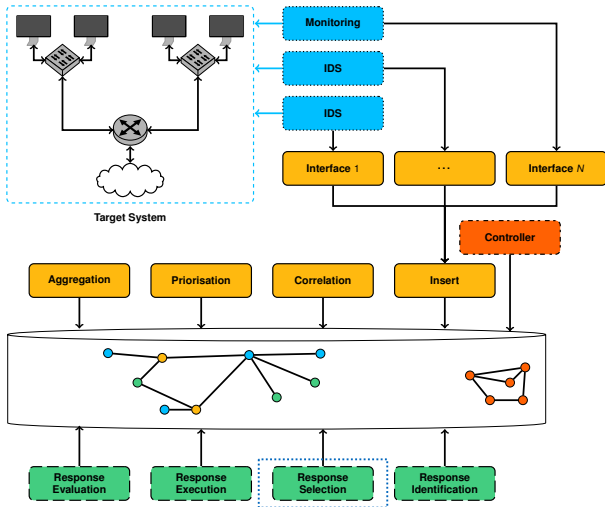 Monitoring
IDS
IDS
Interface 1
...
Interface N
Target System
Controller
Aggregation
Priorisation
Correlation
Insert
Response
Evaluation
Response
Execution
Response
Selection
Response
Identification